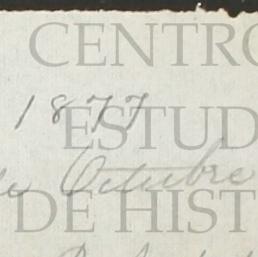 CENTRO
1877
ESTUD
de Octubre
DE HIST